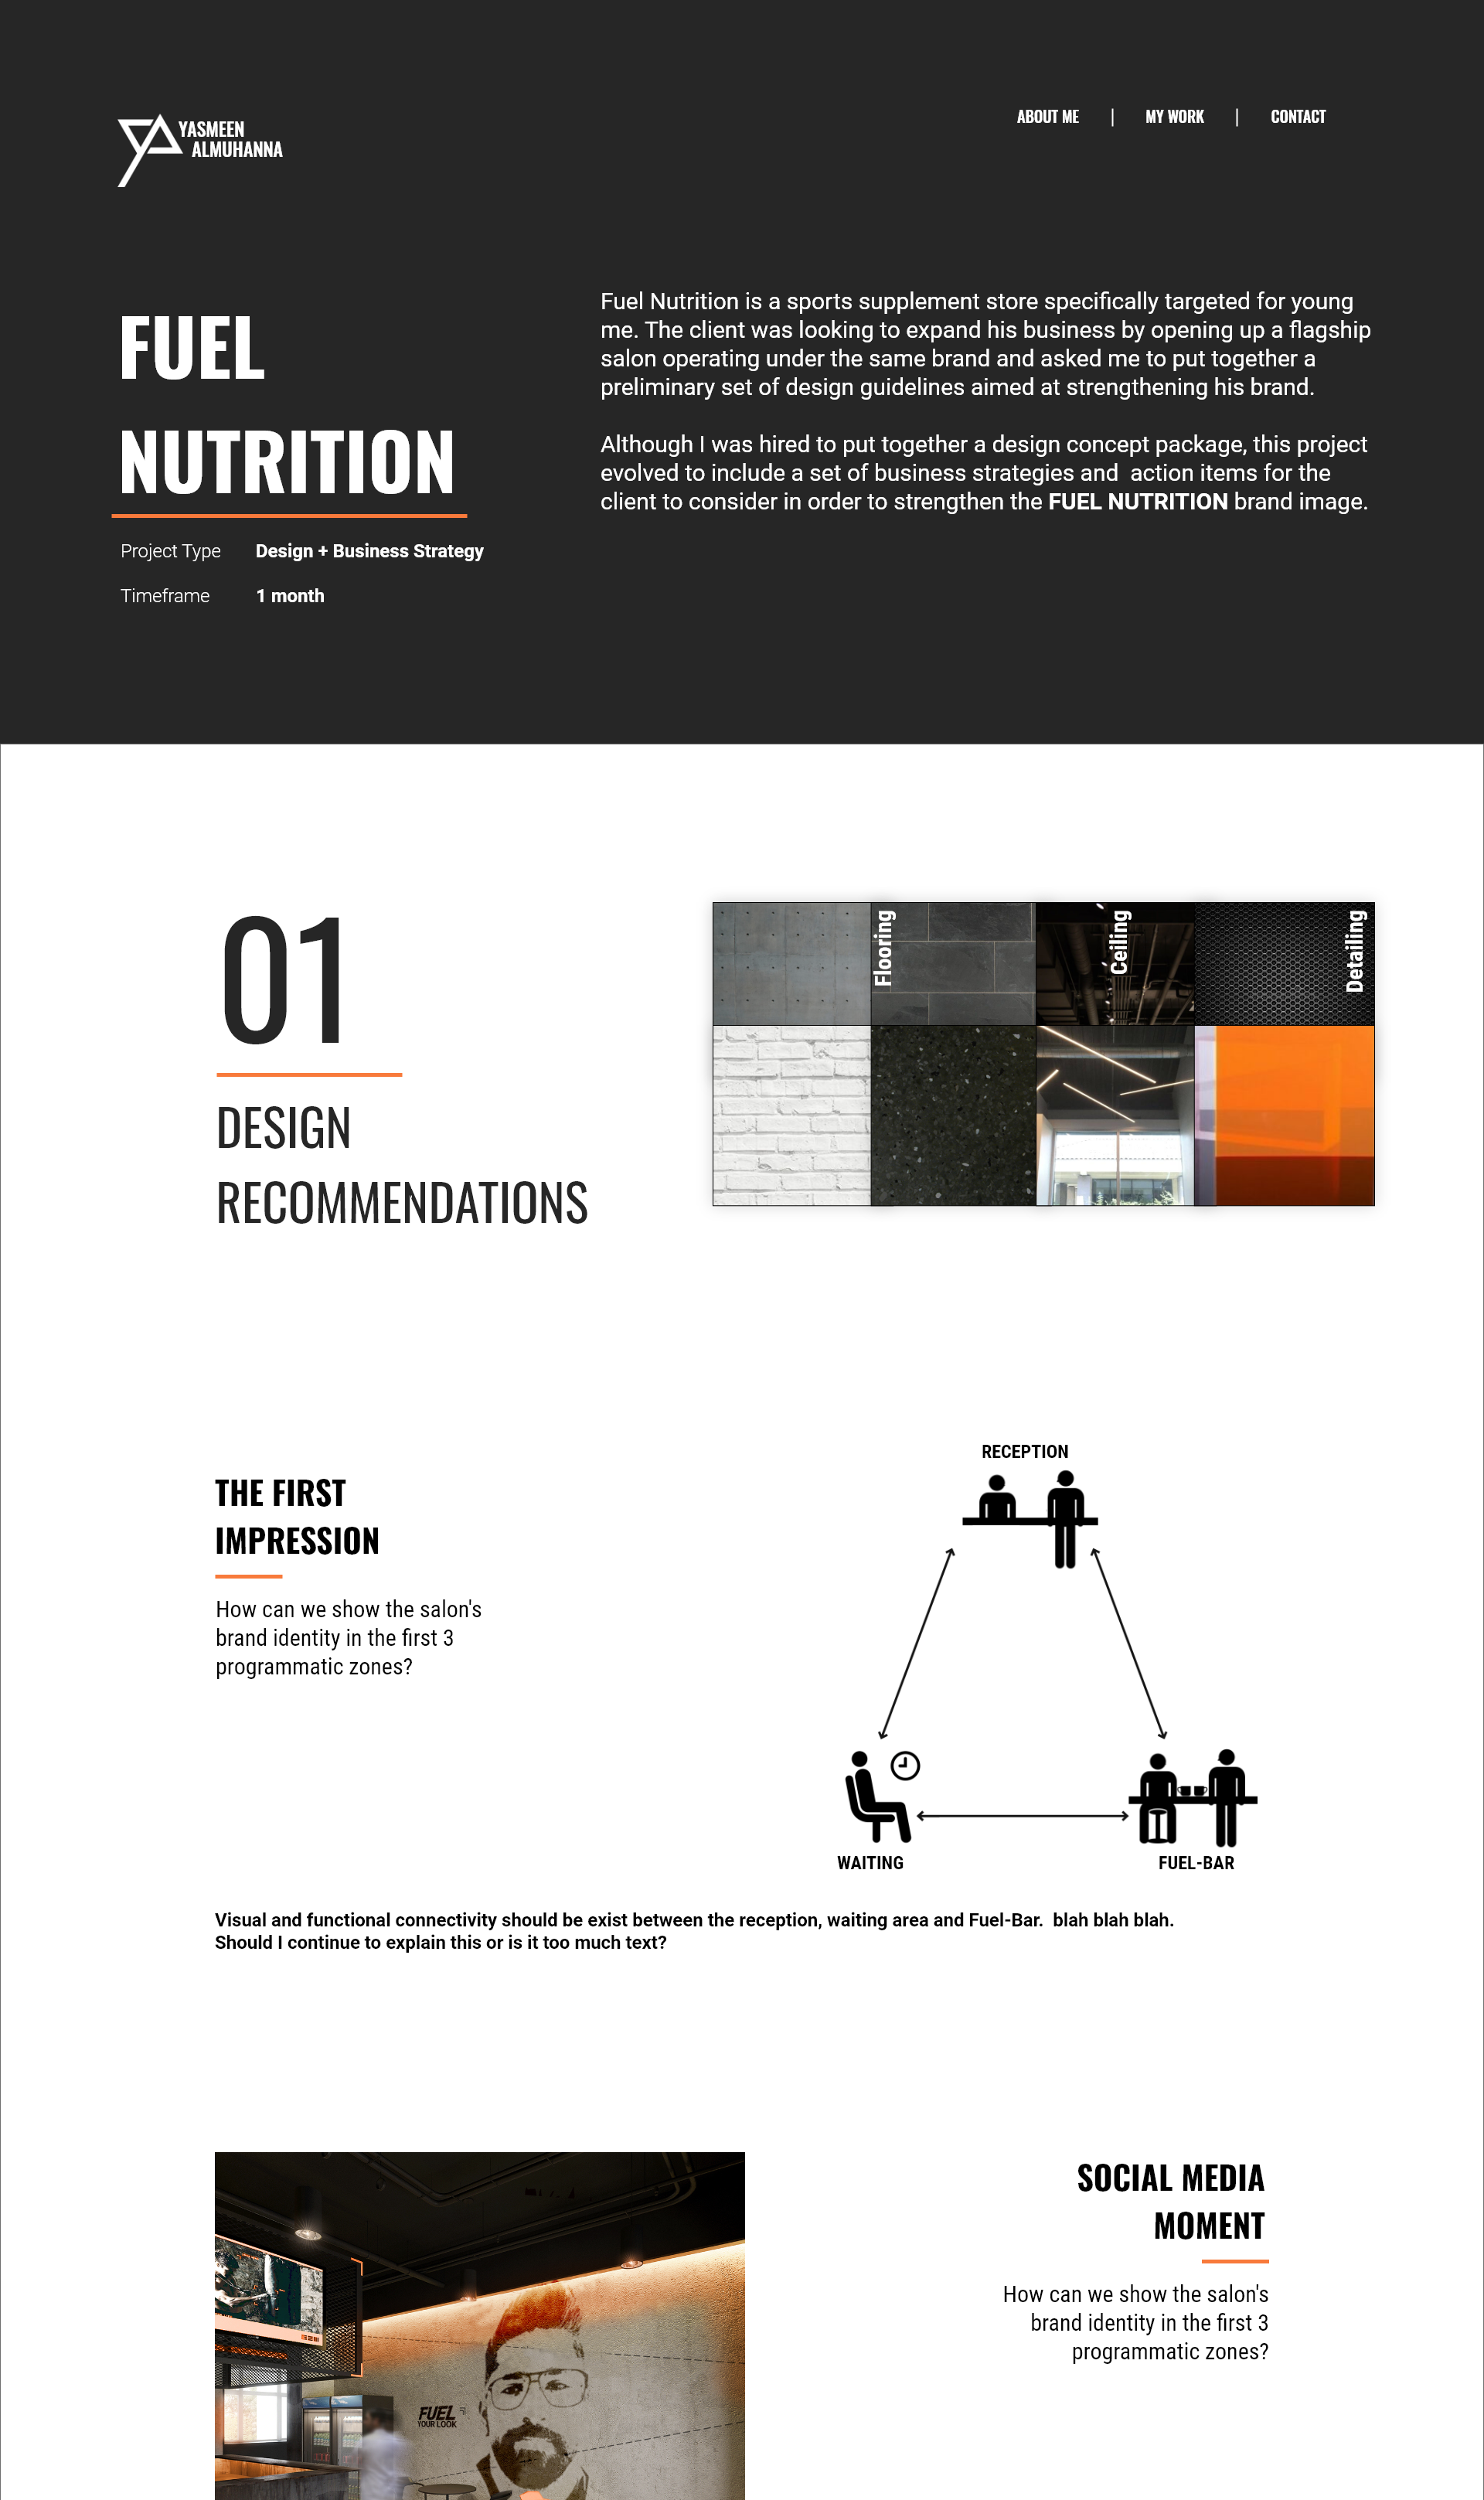 YASMEEN
ALMUHANNA
ABOUT ME | MY WORK | CONTACT
FUEL
NUTRITION
Project Type Design + Business Strategy
Timeframe 1 month
Fuel Nutrition is a sports supplement store specifically targeted for young
me. The client was looking to expand his business by opening up a flagship
salon operating under the same brand and asked me to put together a
preliminary set of design guidelines aimed at strengthening his brand.
Although I was hired to put together a design concept package, this project
evolved to include a set of business strategies and  action items for the
client to consider in order to strengthen the FUEL NUTRITION brand image.
01
DESIGN
RECOMMENDATIONS
Flooring
Ceiling
Detailing
THE FIRST
IMPRESSION
How can we show the salon's
brand identity in the first 3
programmatic zones?
RECEPTION
WAITING
FUEL-BAR
Visual and functional connectivity should be exist between the reception, waiting area and Fuel-Bar.  blah blah blah.
Should I continue to explain this or is it too much text?
FUEL
YOUR LOOK
SOCIAL MEDIA
MOMENT
How can we show the salon's
brand identity in the first 3
programmatic zones?